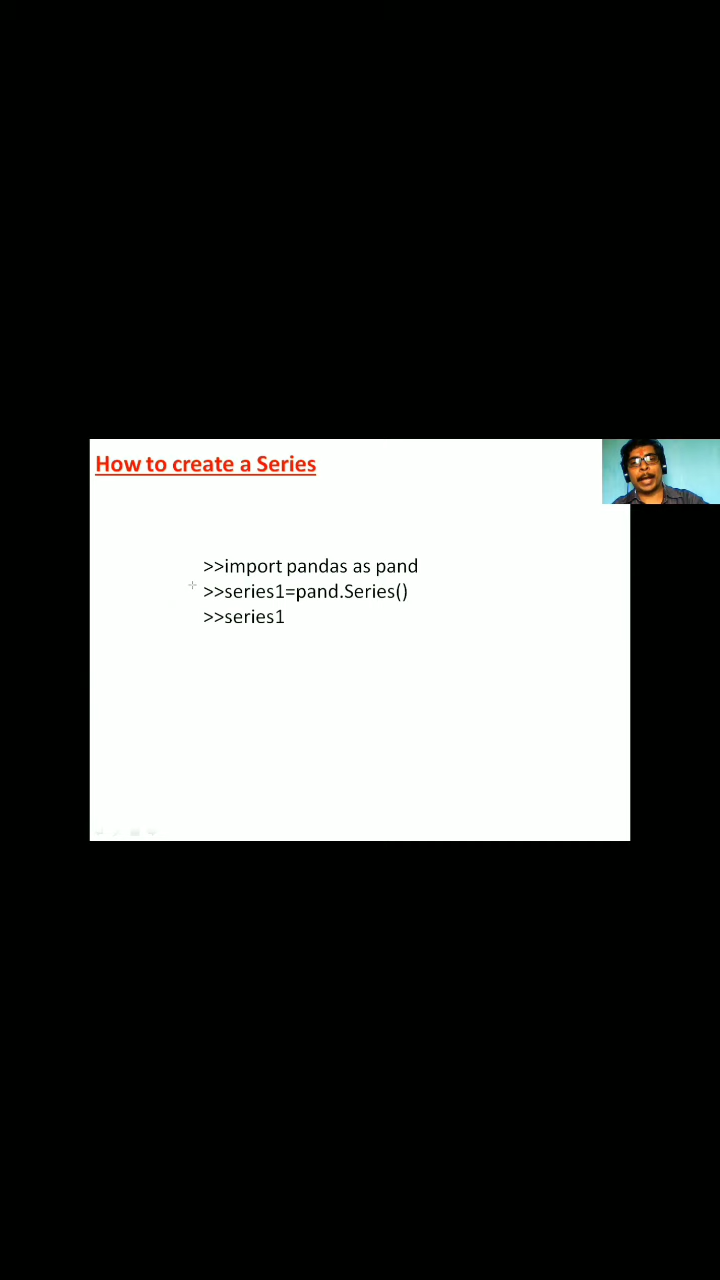 How to create a Series
>>import pandas as pand
>>series1=pand.Series()
>>series1